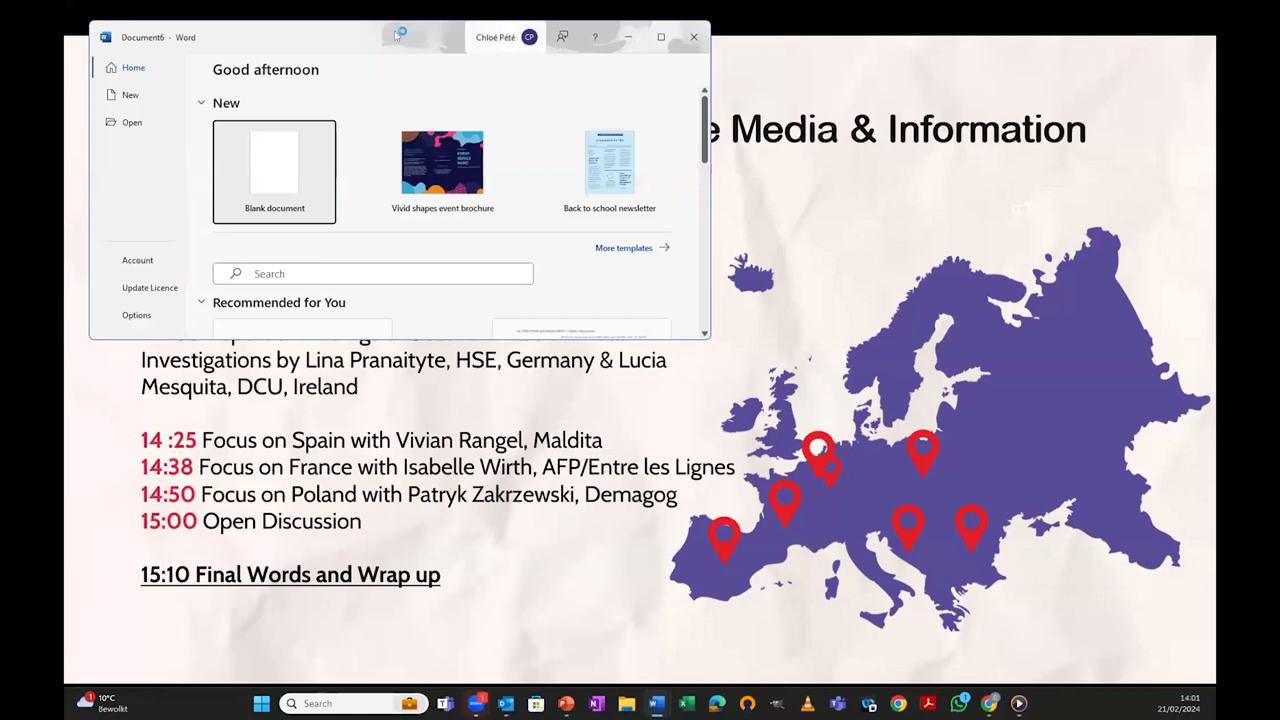 Document6 - Word
Chloé Pété CP
?
Home
New
Open
Account
Update Licence
Options
Good afternoon
New
Blank document
Vivid shapes event brochure
Back to school newsletter
More templates
Search
Recommended for You
e Media & Information
Investigations by Lina Pranaityte, HSE, Germany & Lucia
Mesquita, DCU, Ireland
14 :25 Focus on Spain with Vivian Rangel, Maldita
14:38 Focus on France with Isabelle Wirth, AFP/Entre les Lignes
14:50 Focus on Poland with Patryk Zakrzewski, Demagog
15:00 Open Discussion
15:10 Final Words and Wrap up
1
10°C
Bewolkt
Search
1
14:01
21/02/2024